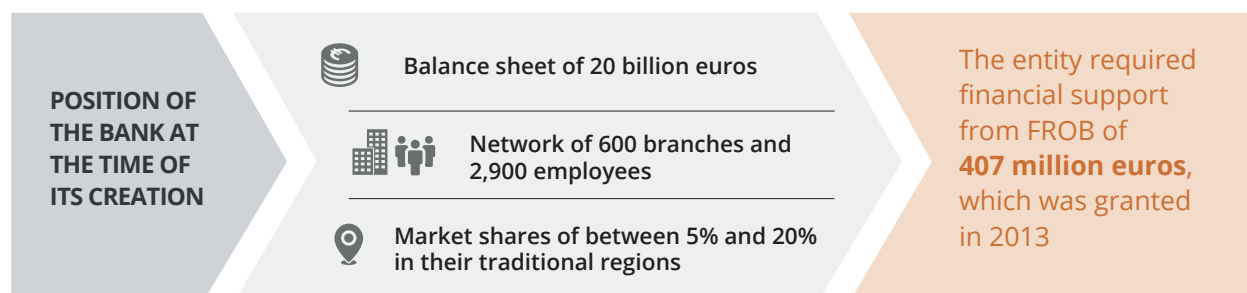 POSITION OF
THE BANK AT
THE TIME OF
ITS CREATION
Balance sheet of 20 billion euros
Network of 600 branches and
2,900 employees
Market shares of between 5% and 20%
in their traditional regions
The entity required
financial support
from FROB of
407 million euros,
which was granted
in 2013